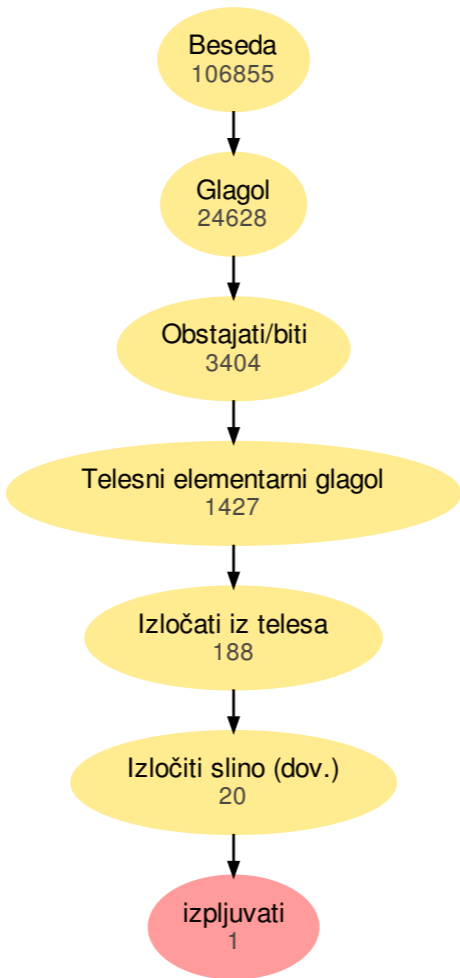 Beseda
106855
Glagol
24628
Obstajati/biti
3404
Telesni elementarni glagol
1427
Izločati iz telesa
188
Izločiti slino (dov.)
20
izpljuvati
1